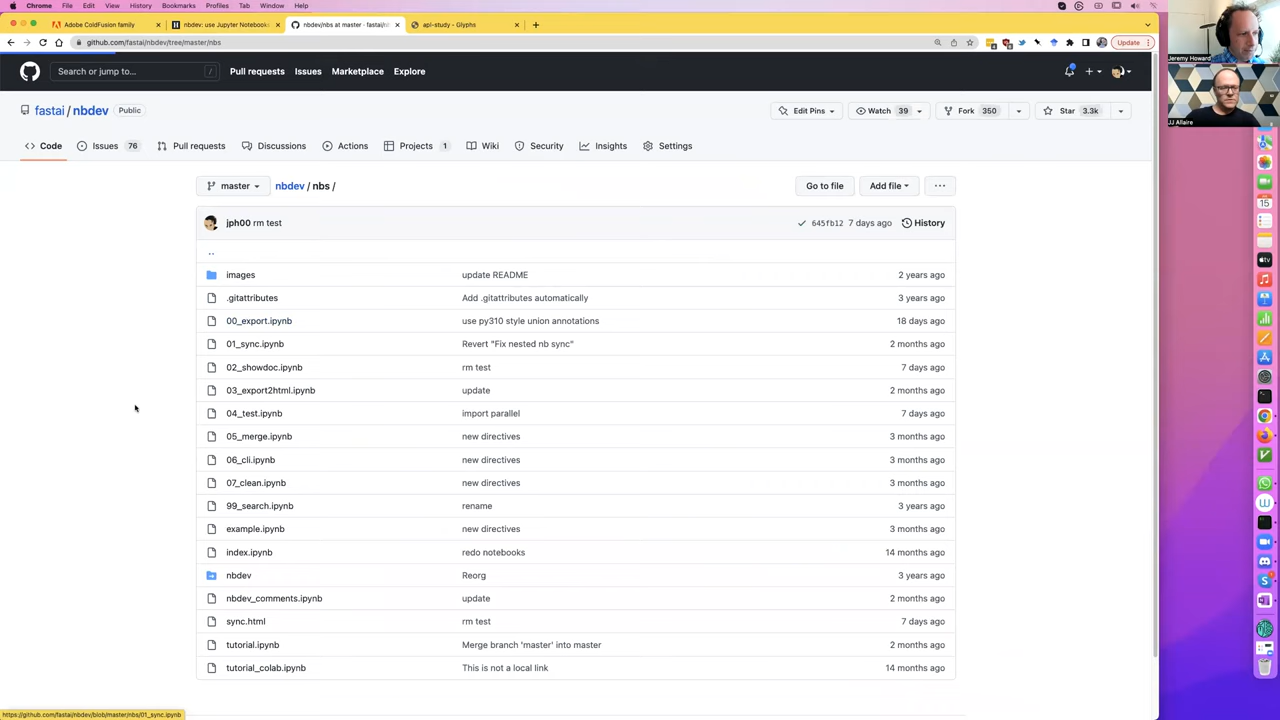 Chrome File Edit View History Bookmarks Profiles Tab Window Help
Adobe ColdFusion family
nbdev: use Jupyter Notebook
nbdev/nbs at master · fastai/n
apl-study - Glyphs
github.com/fastai/nbdev/tree/master/nbs
Update
Search or jump to... /
Pull requests Issues Marketplace Explore
fastai / nbdev Public
Edit Pins Watch 39 Fork 350 Star 3.3k
Code Issues 76 Pull requests Discussions Actions Projects 1 Wiki Security Insights Settings
master nbdev / nbs / Go to file Add file ...
jph00 rm test 645fb12 7 days ago History
..
images update README 2 years ago
.gitattributes Add .gitattributes automatically 3 years ago
00_export.ipynb use py310 style union annotations 18 days ago
01_sync.ipynb Revert "Fix nested nb sync" 2 months ago
02_showdoc.ipynb rm test 7 days ago
03_export2html.ipynb update 2 months ago
04_test.ipynb import parallel 7 days ago
05_merge.ipynb new directives 3 months ago
06_cli.ipynb new directives 3 months ago
07_clean.ipynb new directives 3 months ago
99_search.ipynb rename 3 years ago
example.ipynb new directives 3 months ago
index.ipynb redo notebooks 14 months ago
nbdev Reorg 3 years ago
nbdev_comments.ipynb update 2 months ago
sync.html rm test 7 days ago
tutorial.ipynb Merge branch 'master' into master 2 months ago
tutorial_colab.ipynb This is not a local link 14 months ago
https://github.com/fastai/nbdev/blob/master/nbs/01_sync.ipynb
Jeremy Howard
JJ Allaire
15